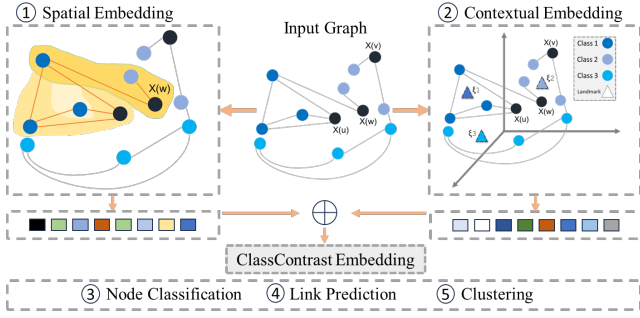 ① Spatial Embedding
Input Graph
② Contextual Embedding
X(w)
X(v)
X(u)
X(w)
X(v)
X(u)
X(w)
ξ1
ξ2
ξ3
Class 1
Class 2
Class 3
Landmark
ClassContrast Embedding
③ Node Classification ④ Link Prediction ⑤ Clustering